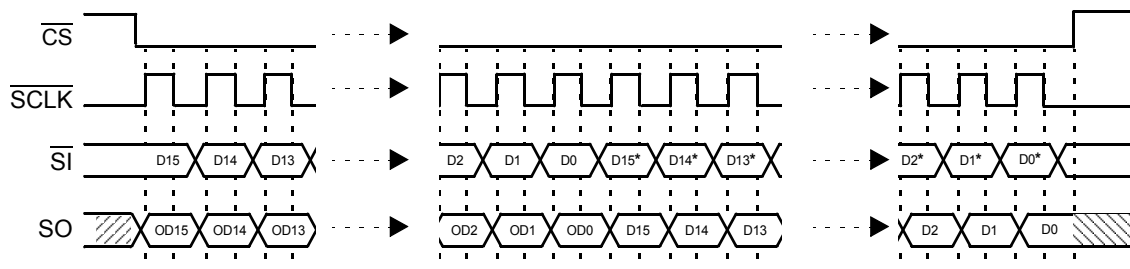 CS
SCLK
SI D15 D14 D13 D2 D1 D0 D15* D14* D13* D2* D1* D0*
SO OD15 OD14 OD13 OD2 OD1 OD0 D15 D14 D13 D2 D1 D0